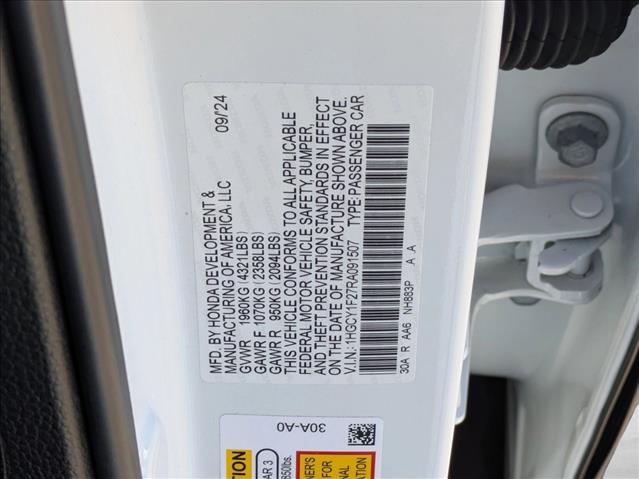 MFD. BY HONDA DEVELOPMENT & 09/24
MANUFACTURING OF AMERICA, LLC
GVWR 1960KG (4321LBS)
GAWR F 1070KG (2358LBS)
GAWR R 950KG (2094LBS)
THIS VEHICLE CONFORMS TO ALL APPLICABLE
FEDERAL MOTOR VEHICLE SAFETY, BUMPER,
AND THEFT PREVENTION STANDARDS IN EFFECT
ON THE DATE OF MANUFACTURE SHOWN ABOVE.
V.I.N.:1HGCY1F27RA091507 TYPE:PASSENGER CAR
30A R AA6 NH883P A A
30A-A0